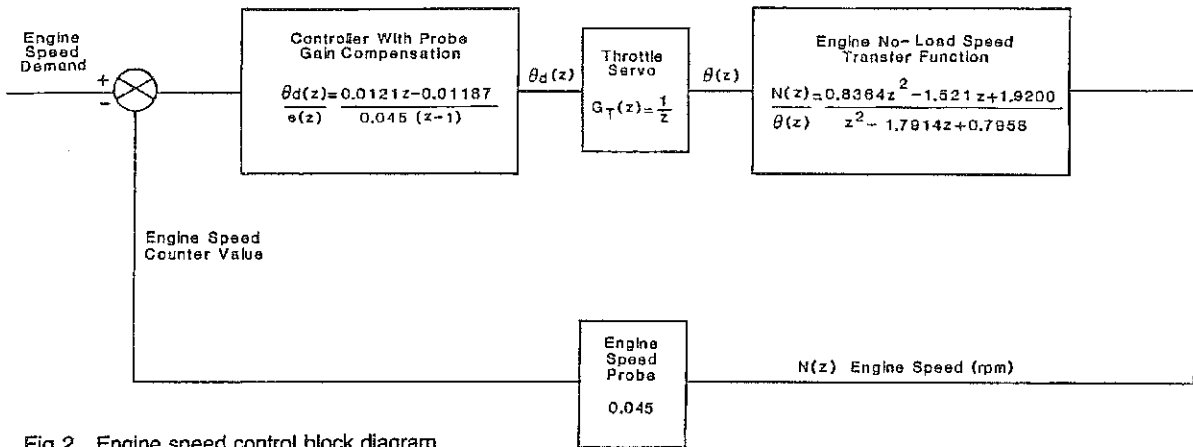 Engine
Speed
Demand
+
−
Controller With Probe
Gain Compensation
θd(z)=0.0121z-0.01187
e(z) 0.045 (z-1)
θd(z)
Throttle
Servo
GT(z)=1
z
θ(z)
Engine No-Load Speed
Transfer Function
N(z)=0.8364z² -1.521z+1.9200
θ(z) z² - 1.7914z+0.7958
Engine Speed
Counter Value
Engine
Speed
Probe
0.045
N(z) Engine Speed (rpm)
Fig 2 Engine speed control block diagram